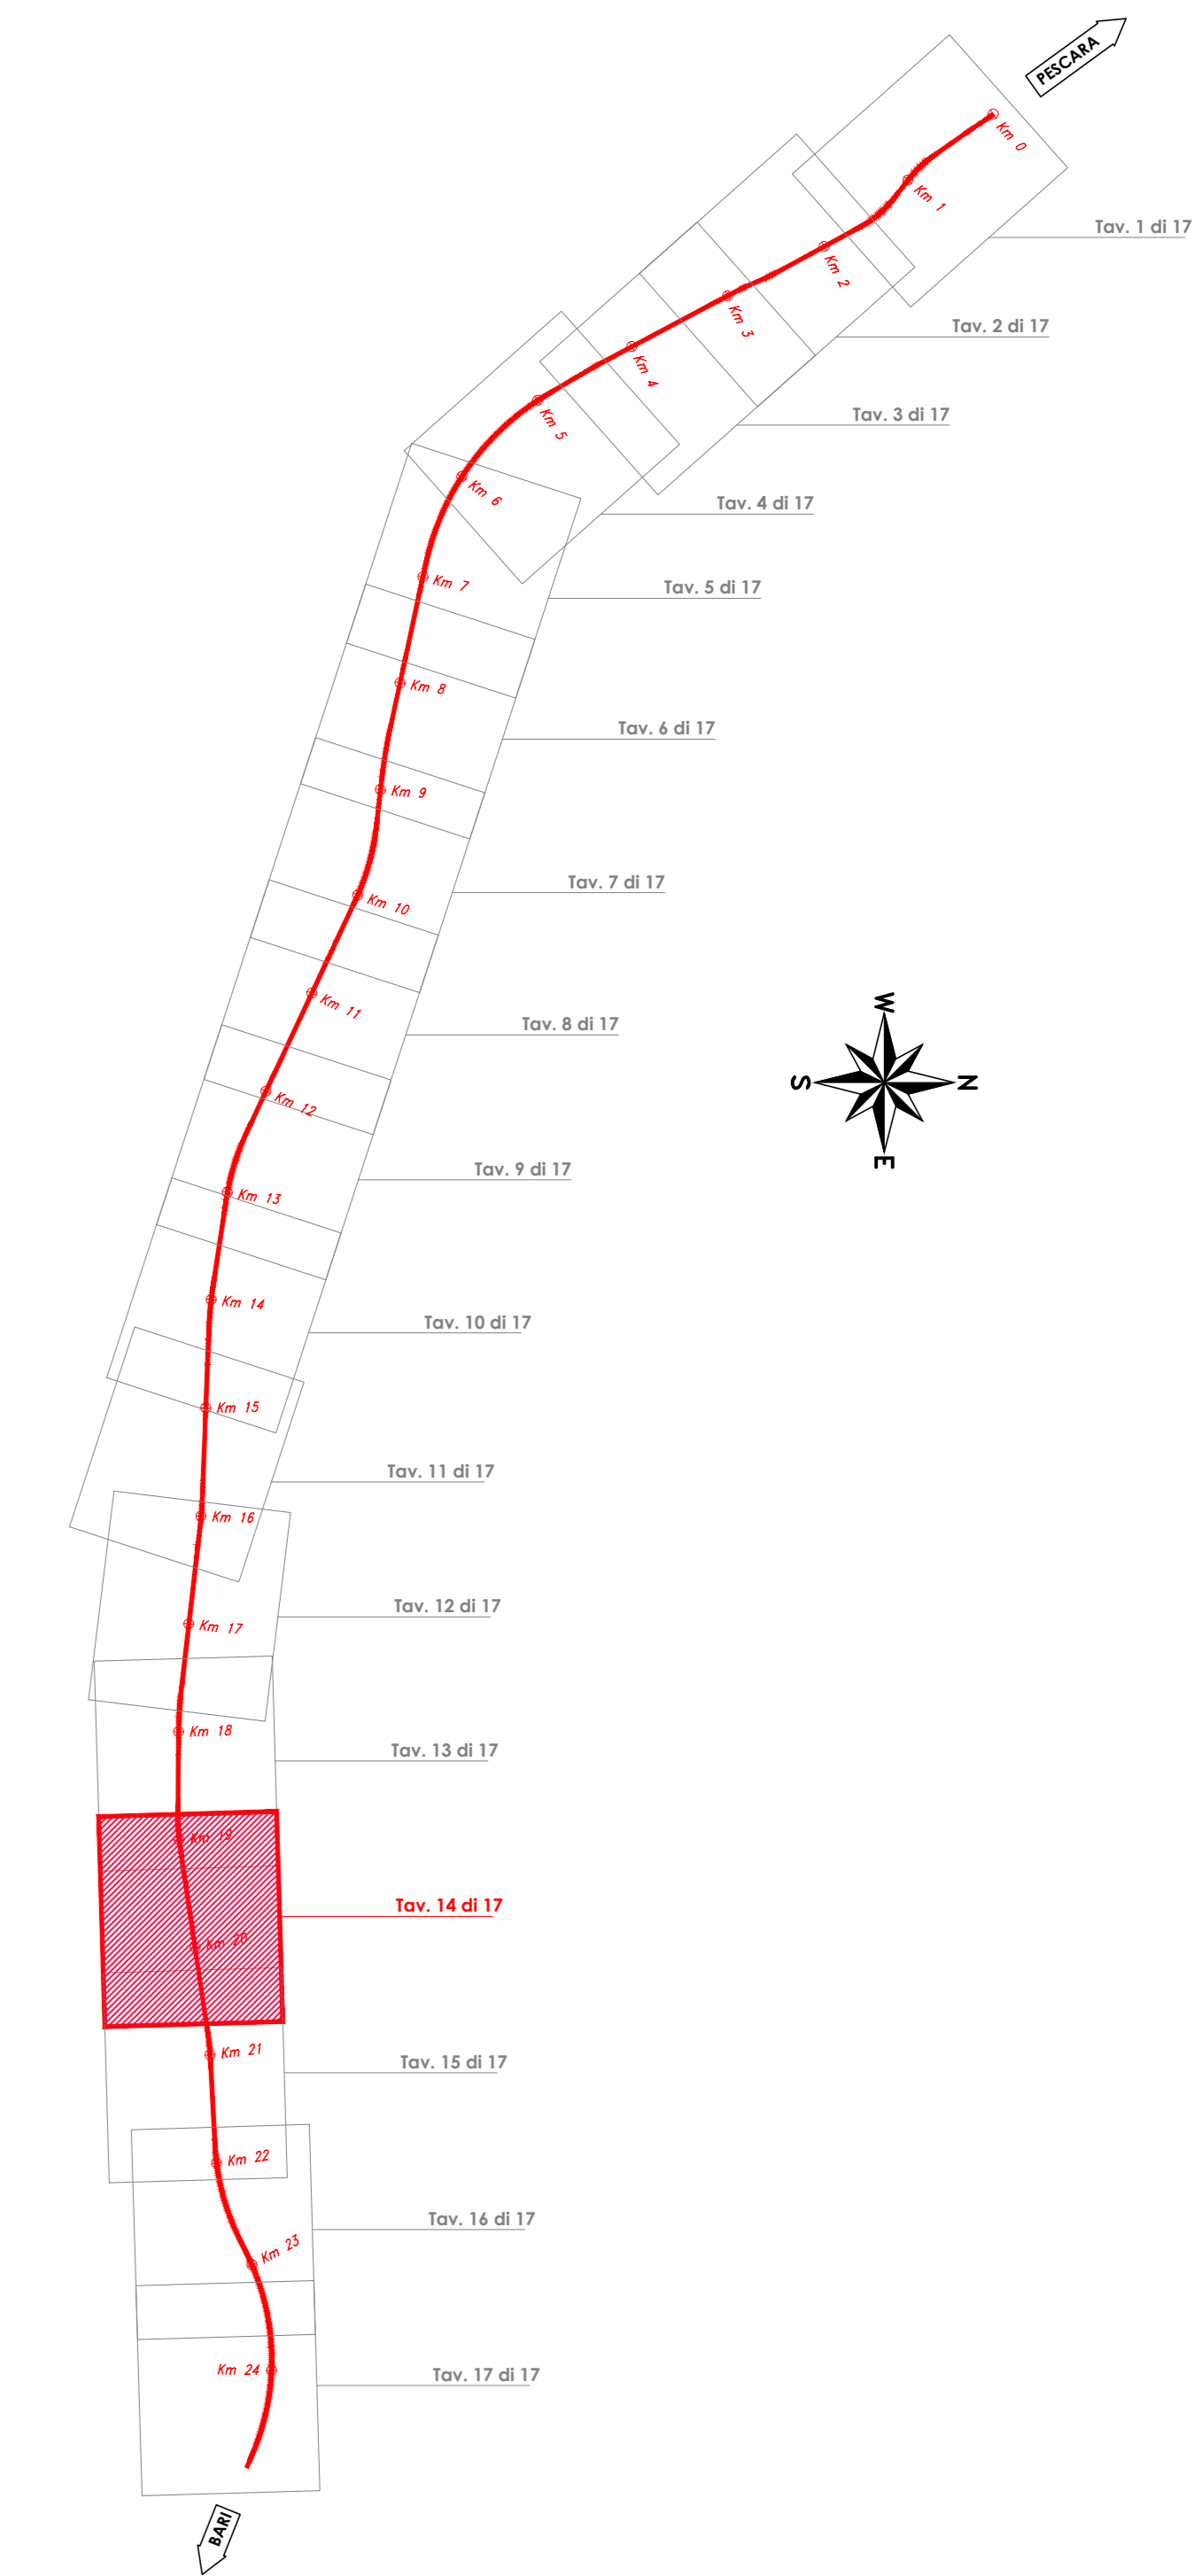 PESCARA
Km 0
Km 1
Tav. 1 di 17
Km 2
Km 3
Tav. 2 di 17
Km 4
Km 5
Tav. 3 di 17
Km 6
Tav. 4 di 17
Km 7
Tav. 5 di 17
Km 8
Tav. 6 di 17
Km 9
Tav. 7 di 17
Km 10
Km 11
W
Tav. 8 di 17
S
N
Km 12
E
Tav. 9 di 17
Km 13
Km 14
Tav. 10 di 17
Km 15
Tav. 11 di 17
Km 16
Tav. 12 di 17
Km 17
Km 18
Tav. 13 di 17
Km 19
Tav. 14 di 17
Km 20
Km 21
Tav. 15 di 17
Km 22
Tav. 16 di 17
Km 23
Km 24
Tav. 17 di 17
BARI